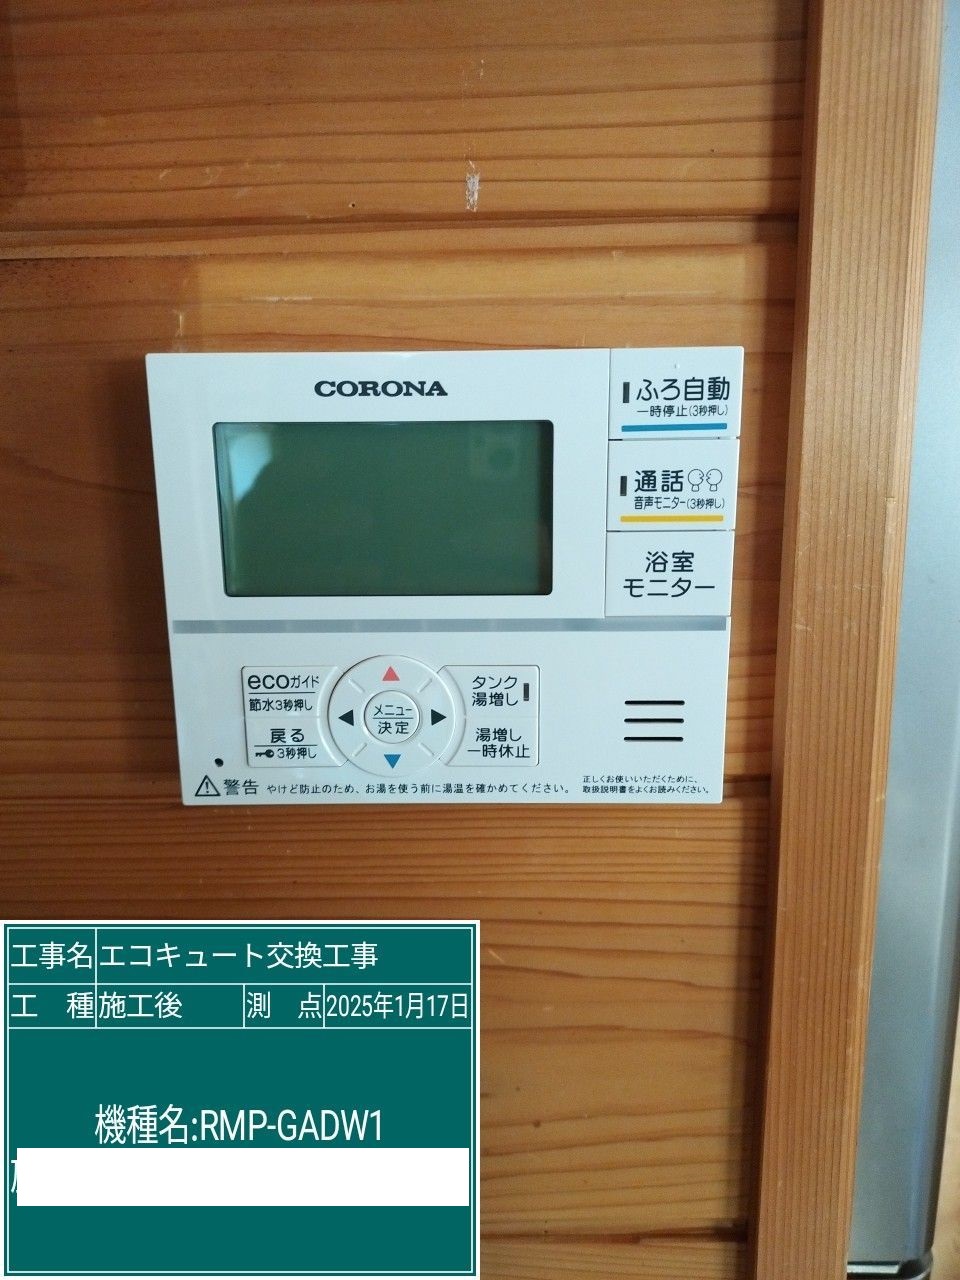 CORONA
ふろ自動
一時停止(3秒押し)
通話
音声モニター(3秒押し)
浴室
モニター
ecoガイド
節水3秒押し
戻る
3秒押し
メニュー
決定
タンク
湯増し
湯増し
一時休止
警告 やけど防止のため、お湯を使う前に湯温を確かめてください。
正しくお使いいただくために、
取扱説明書をよくお読みください。
工事名 エコキュート交換工事
工 種 施工後 測 点 2025年1月17日
機種名:RMP-GADW1